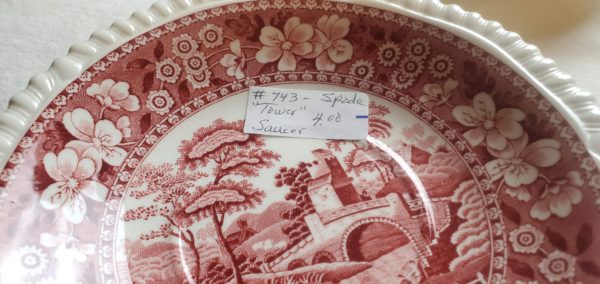 # 743 - Spode
"Tower" 4.00
Saucer